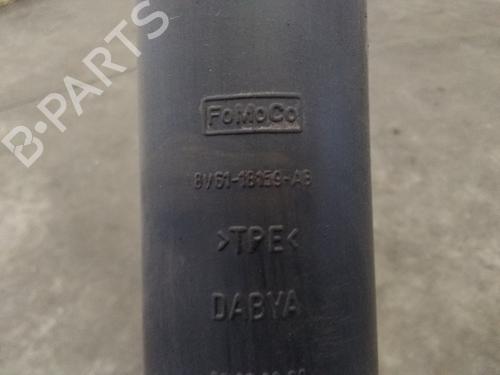 B-PARTS
FoMoCo
8V61-18159-AB
>TPE<
DABYA